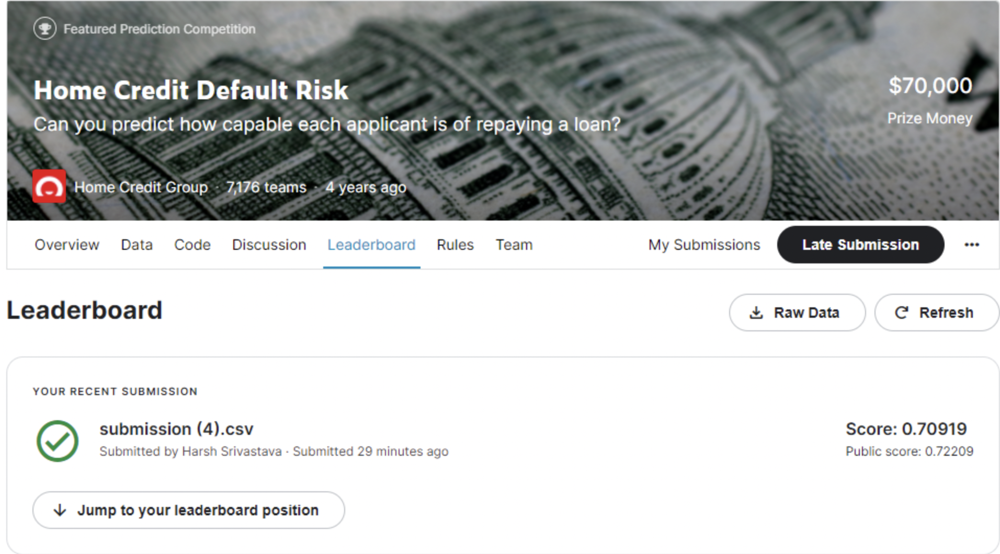 Featured Prediction Competition
Home Credit Default Risk
$70,000
Can you predict how capable each applicant is of repaying a loan?
Prize Money
Home Credit Group · 7,176 teams · 4 years ago
Overview Data Code Discussion Leaderboard Rules Team My Submissions Late Submission •••
Leaderboard
Raw Data Refresh
YOUR RECENT SUBMISSION
submission (4).csv Score: 0.70919
Submitted by Harsh Srivastava · Submitted 29 minutes ago Public score: 0.72209
Jump to your leaderboard position